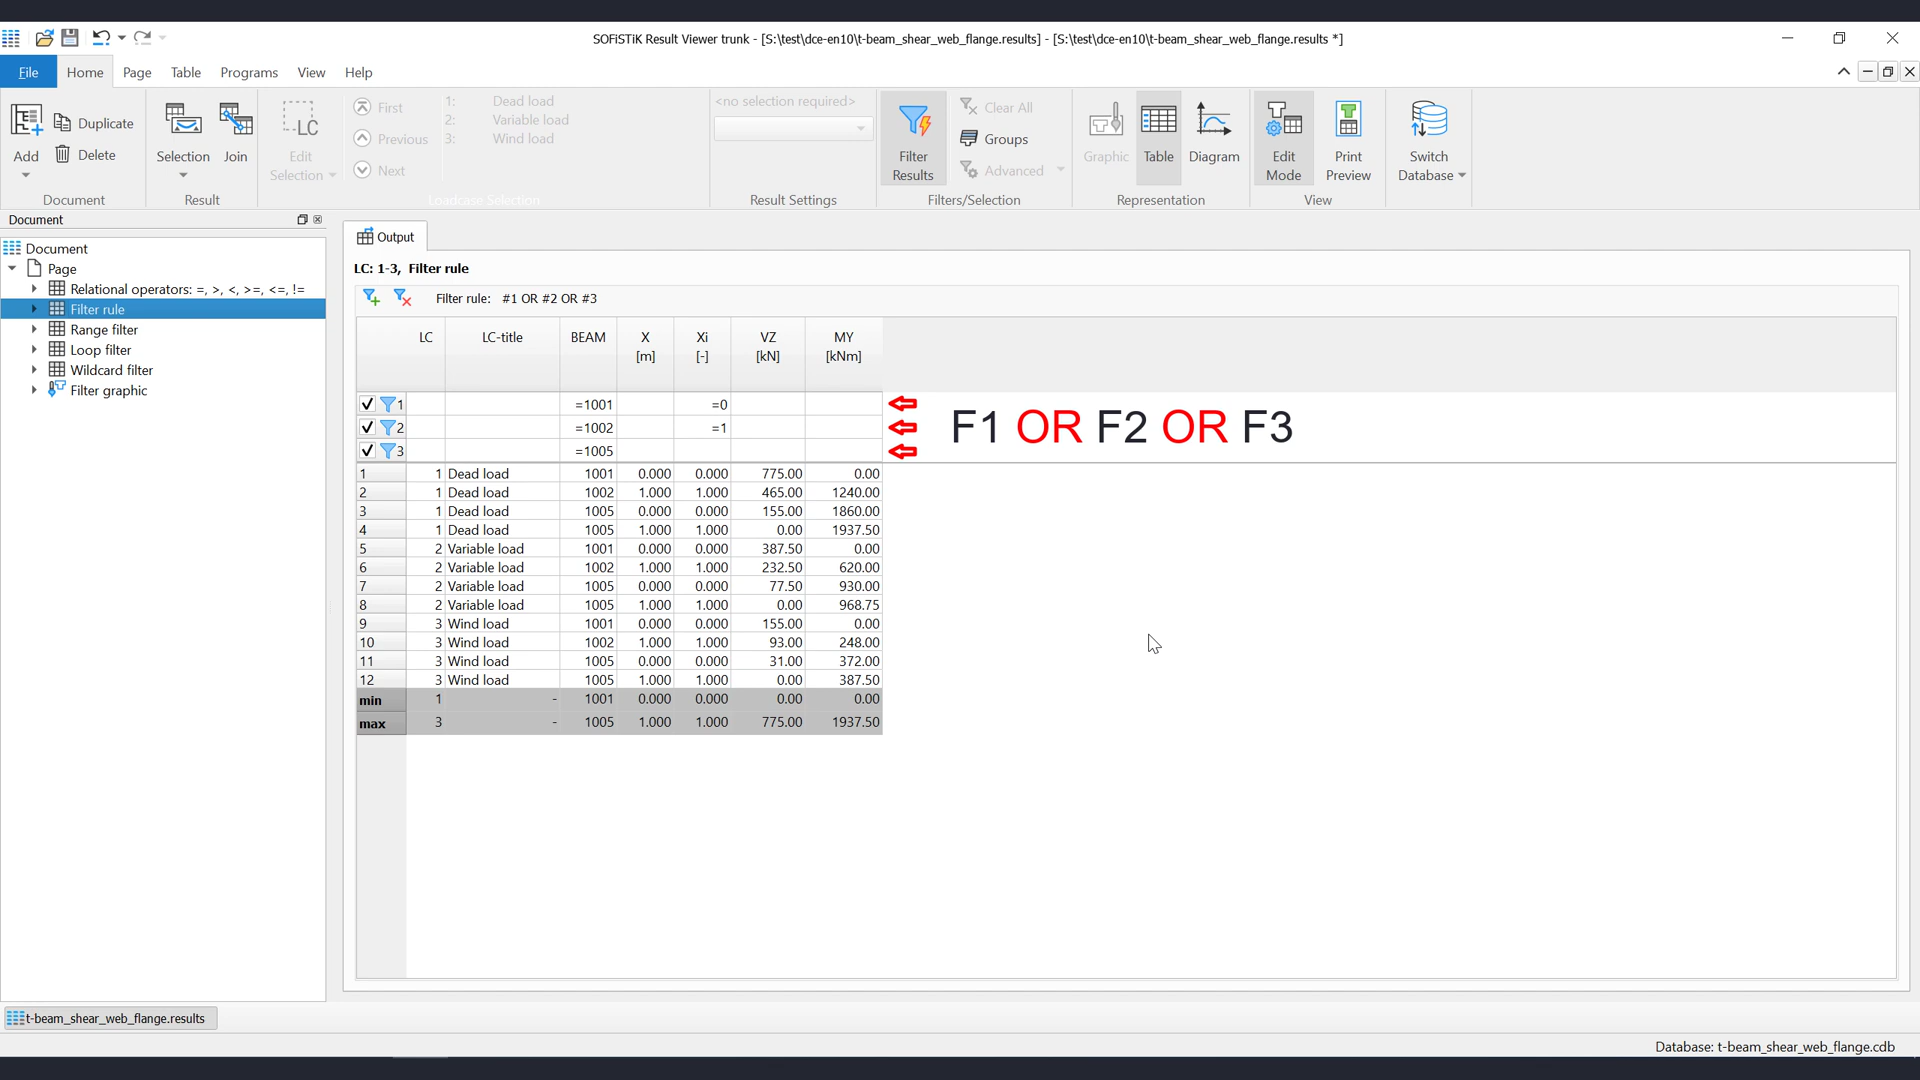 SOFiSTiK Result Viewer trunk - [S:\test\dce-en10\t-beam_shear_web_flange.results] - [S:\test\dce-en10\t-beam_shear_web_flange.results *]
File Home Page Table Programs View Help
Add Duplicate Delete Document
Selection Join Result
LC Edit Selection First Previous Next
1: Dead load
2: Variable load
3: Wind load
Loadcase Selection
<no selection required>
Result Settings
Filter Results Clear All Groups Advanced Filters/Selection
Graphic Table Diagram Representation
Edit Mode Print Preview View
Switch Database
Document
Document
Page
Relational operators: =, >, <, >=, <=, !=
Filter rule
Range filter
Loop filter
Wildcard filter
Filter graphic
Output
LC: 1-3, Filter rule
Filter rule: #1 OR #2 OR #3
LC LC-title BEAM X Xi VZ MY
[m] [-] [kN] [kNm]
1 =1001 =0
2 =1002 =1
3 =1005
F1 OR F2 OR F3
1 1 Dead load 1001 0.000 0.000 775.00 0.00
2 1 Dead load 1002 1.000 1.000 465.00 1240.00
3 1 Dead load 1005 0.000 0.000 155.00 1860.00
4 1 Dead load 1005 1.000 1.000 0.00 1937.50
5 2 Variable load 1001 0.000 0.000 387.50 0.00
6 2 Variable load 1002 1.000 1.000 232.50 620.00
7 2 Variable load 1005 0.000 0.000 77.50 930.00
8 2 Variable load 1005 1.000 1.000 0.00 968.75
9 3 Wind load 1001 0.000 0.000 155.00 0.00
10 3 Wind load 1002 1.000 1.000 93.00 248.00
11 3 Wind load 1005 0.000 0.000 31.00 372.00
12 3 Wind load 1005 1.000 1.000 0.00 387.50
min 1 - 1001 0.000 0.000 0.00 0.00
max 3 - 1005 1.000 1.000 775.00 1937.50
t-beam_shear_web_flange.results
Database: t-beam_shear_web_flange.cdb